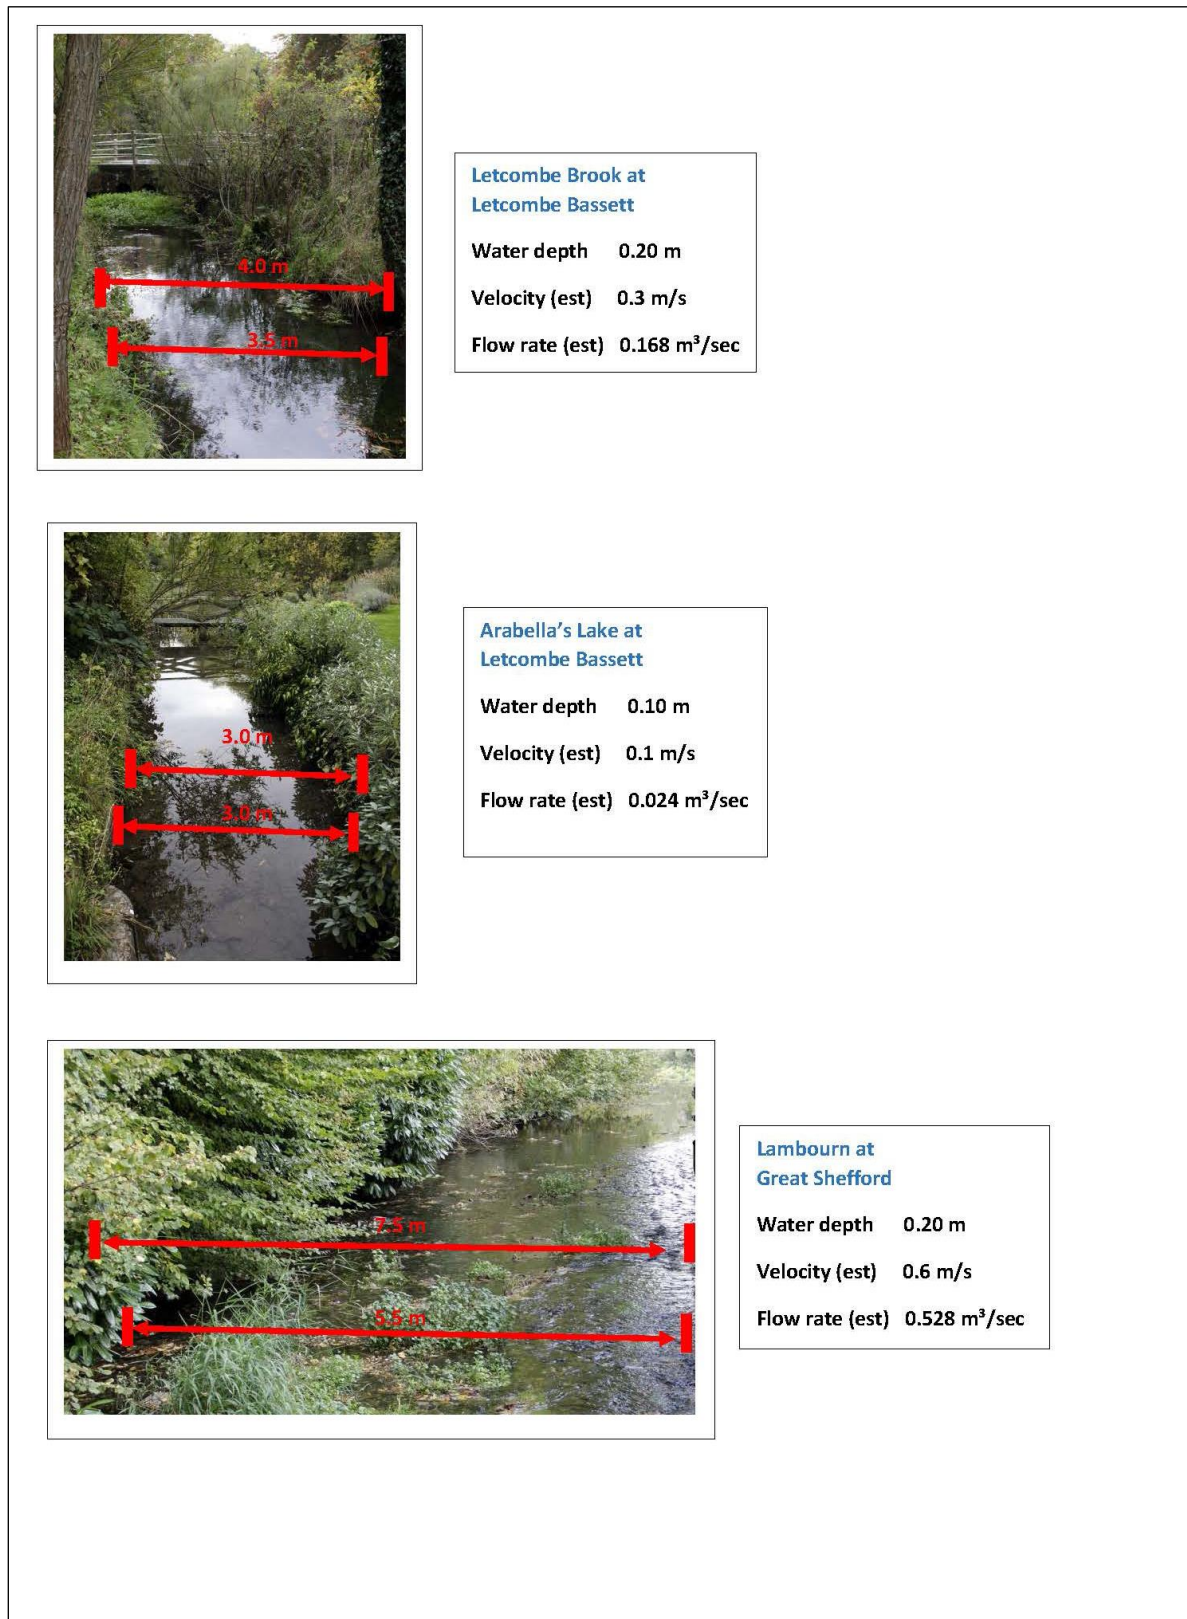 4.0 m
3.5 m
Letcombe Brook at
Letcombe Bassett
Water depth 0.20 m
Velocity (est) 0.3 m/s
Flow rate (est) 0.168 m³/sec
3.0 m
3.0 m
Arabella's Lake at
Letcombe Bassett
Water depth 0.10 m
Velocity (est) 0.1 m/s
Flow rate (est) 0.024 m³/sec
7.5 m
5.5 m
Lambourn at
Great Shefford
Water depth 0.20 m
Velocity (est) 0.6 m/s
Flow rate (est) 0.528 m³/sec